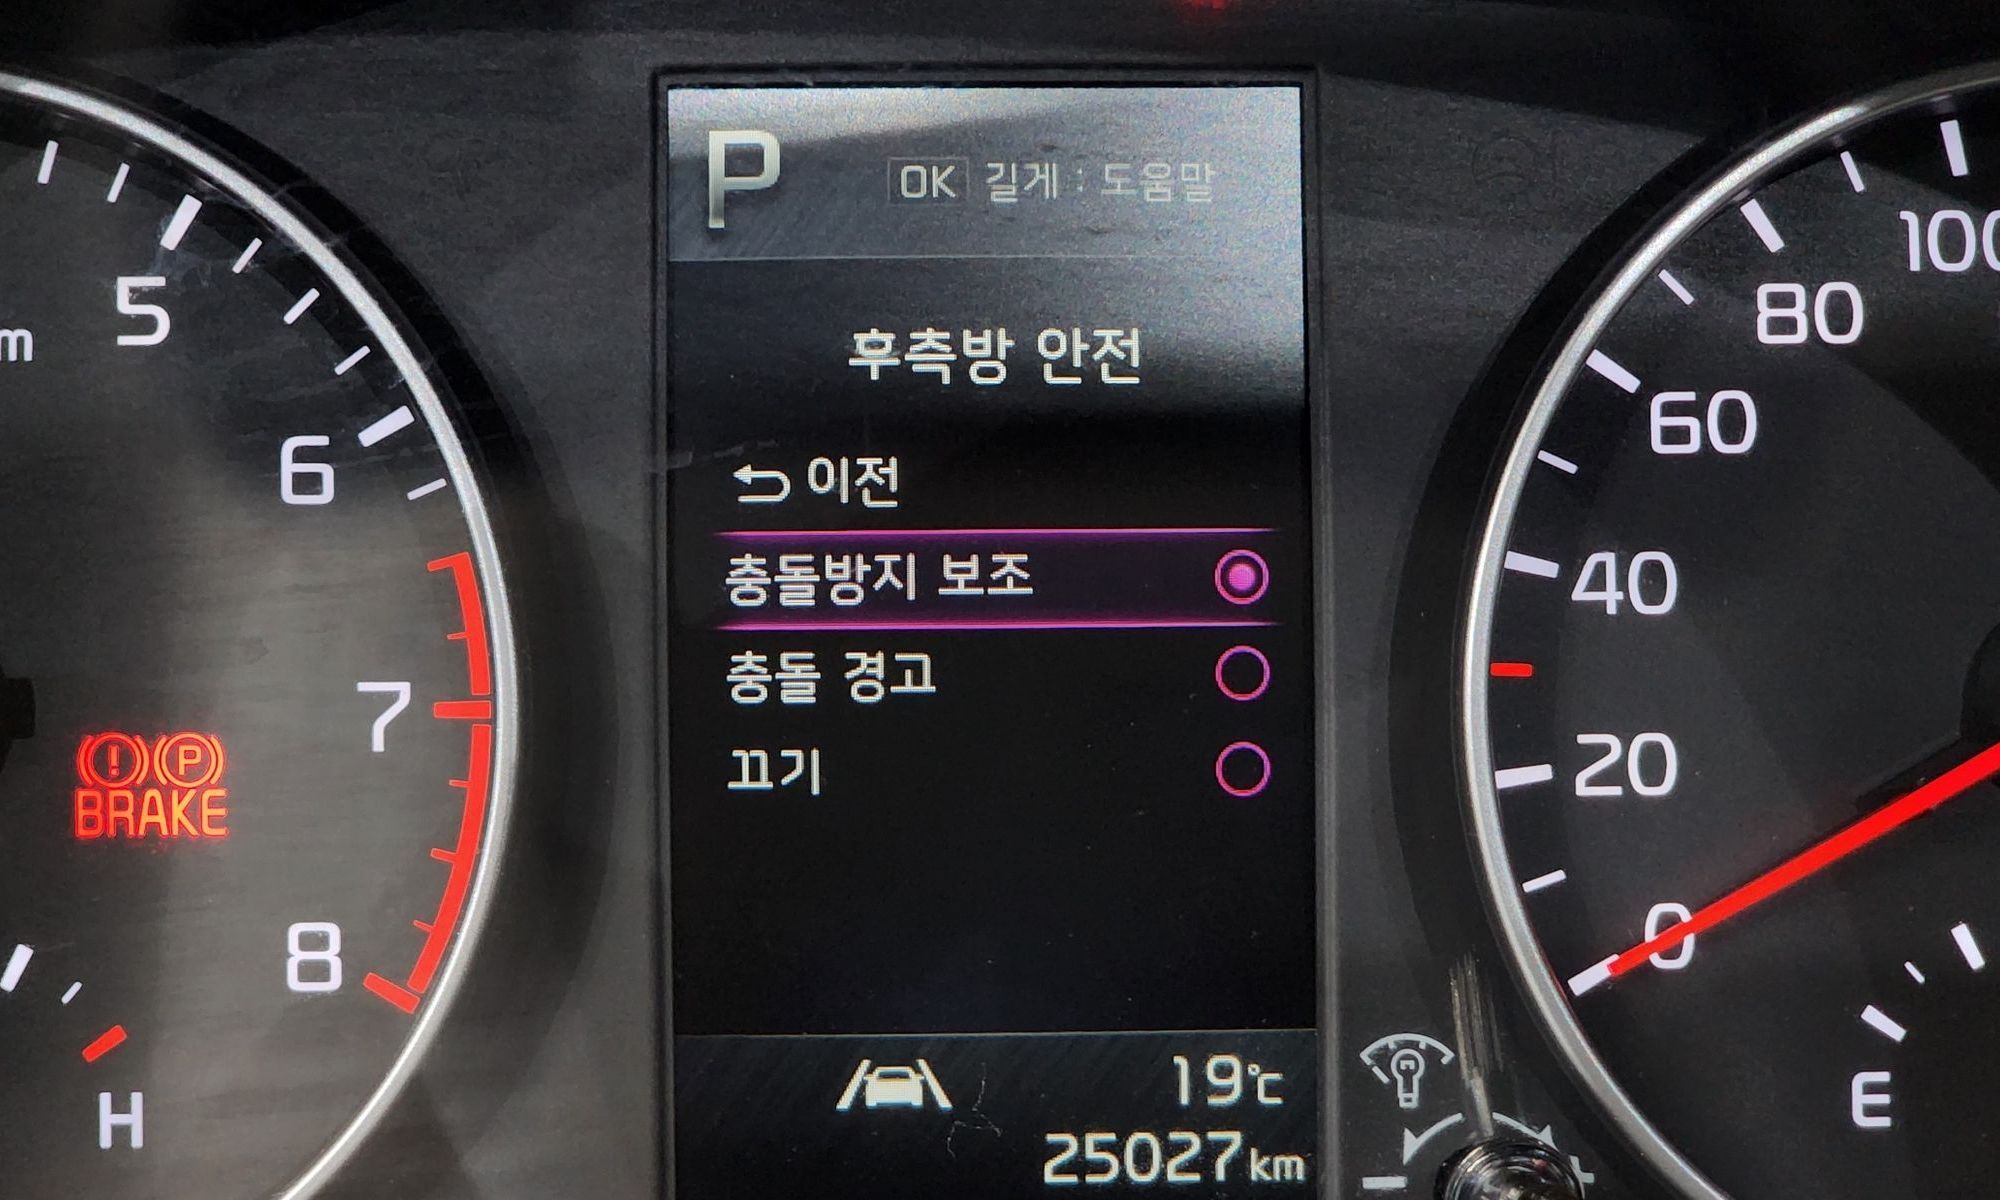 P
OK 길게 : 도움말
후측방 안전
이전
충돌방지 보조
충돌 경고
끄기
19℃
25027km
m
5
6
7
8
H
(!) (P)
BRAKE
100
80
60
40
20
0
E